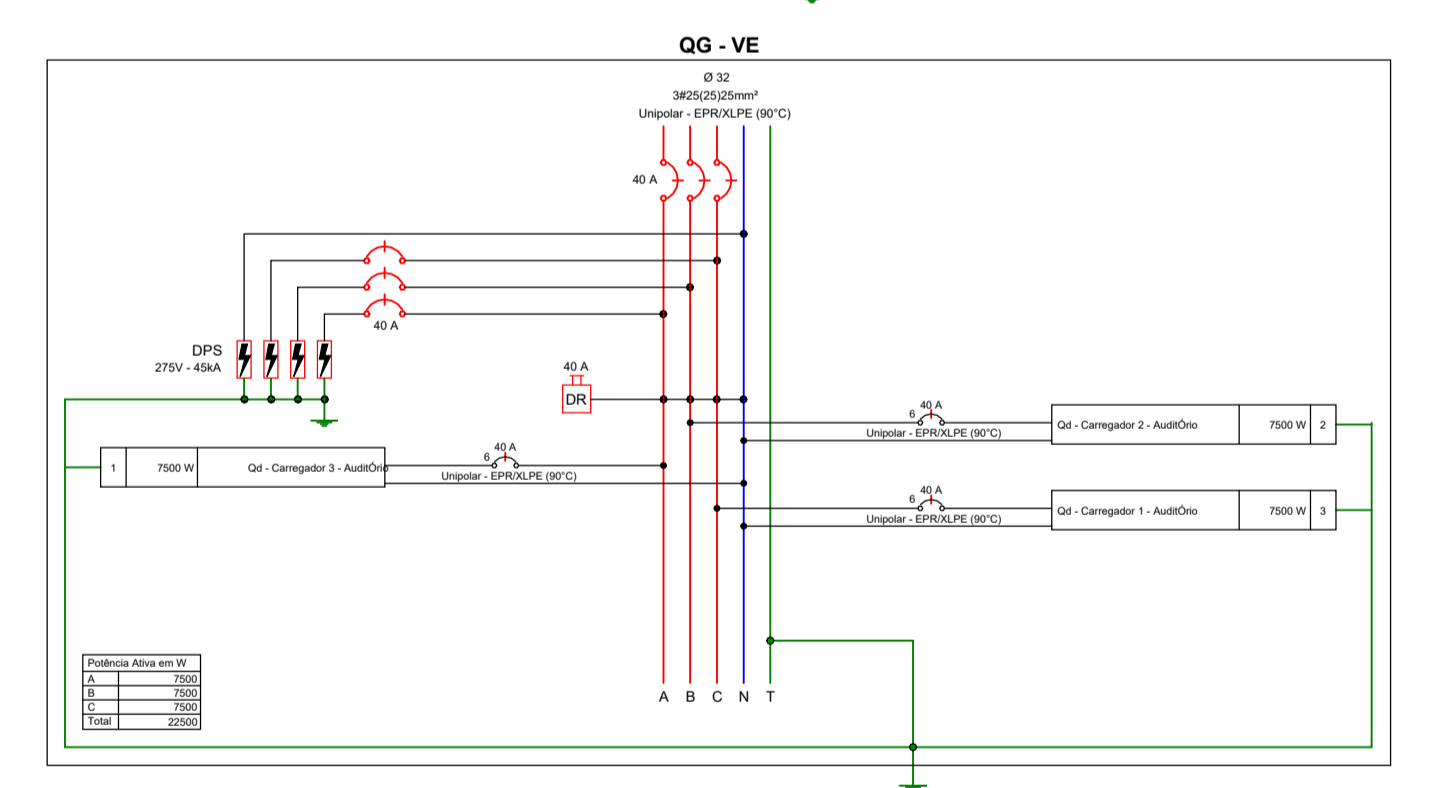 QG - VE
Ø 32
3#25(25)25mm²
Unipolar - EPR/XLPE (90°C)
40 A
40 A
DPS
275V - 45kA
40 A
DR
40 A
6
Unipolar - EPR/XLPE (90°C)
Qd - Carregador 2 - AuditÓrio 7500 W 2
1 7500 W Qd - Carregador 3 - AuditÓrio
40 A
6
Unipolar - EPR/XLPE (90°C)
40 A
6
Unipolar - EPR/XLPE (90°C)
Qd - Carregador 1 - AuditÓrio 7500 W 3
Potência Ativa em W
A 7500
B 7500
C 7500
Total 22500
A B C N T